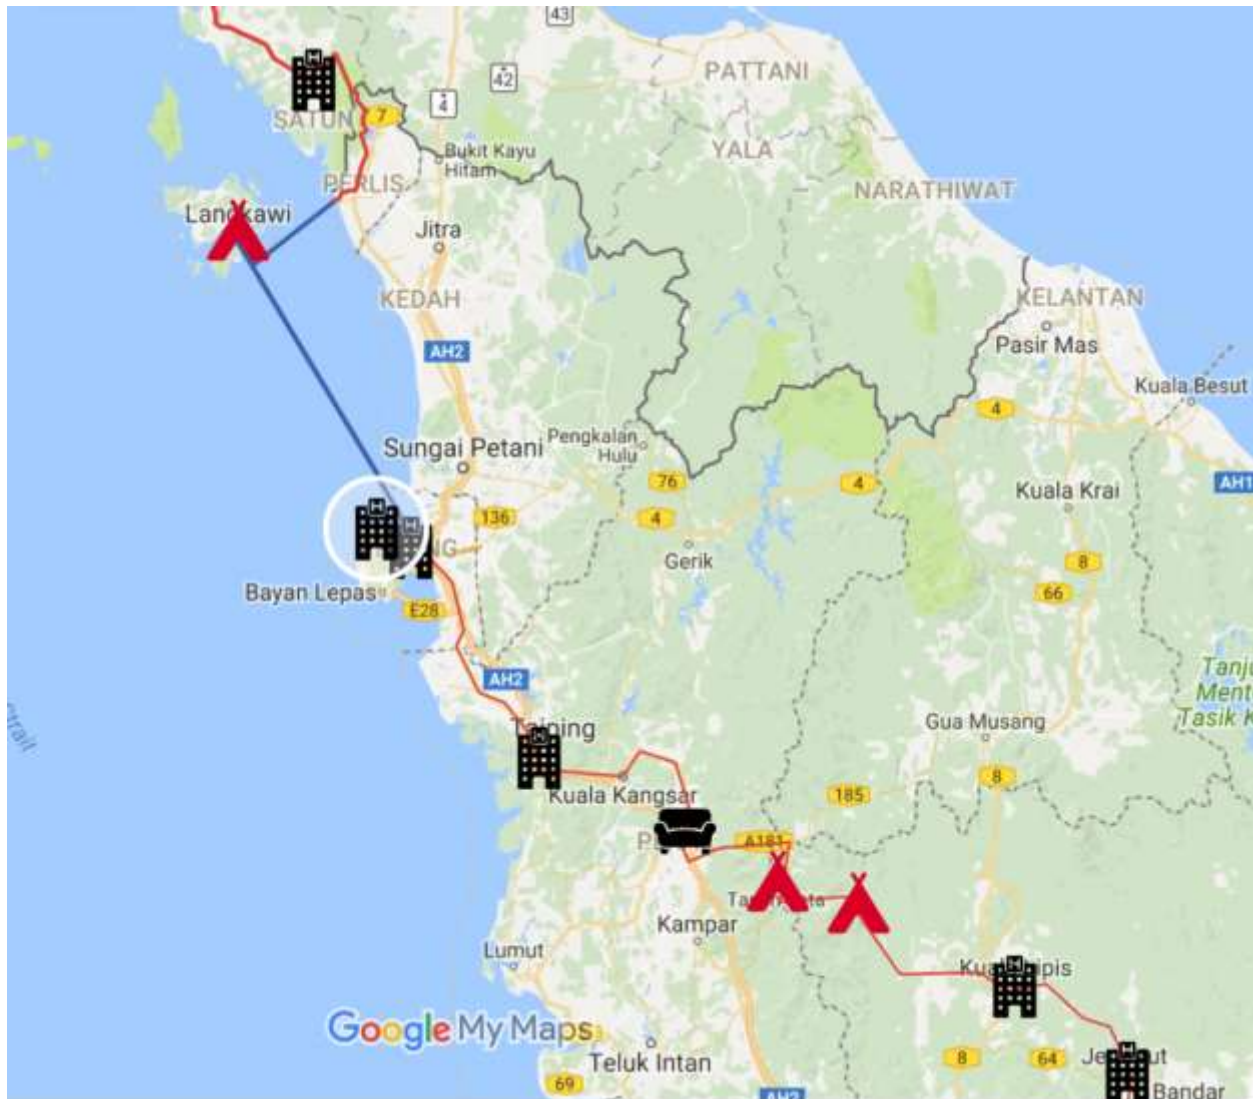 43
PATTANI
42
4
SATUN
7
Bukit Kayu
Hitam
YALA
PERLIS
NARATHIWAT
Langkawi
Jitra
KEDAH
KELANTAN
AH2
Pasir Mas
Kuala Besut
4
Pengkalan
Hulu
Sungai Petani
76
4
AH1
Kuala Krai
136
4
Gerik
8
Bayan Lepas
66
E28
AH2
Gua Musang
8
Kuala Kangsar
185
A181
Kampar
Lumut
Google My Maps
Teluk Intan
8
64
69
AH2
Bandar